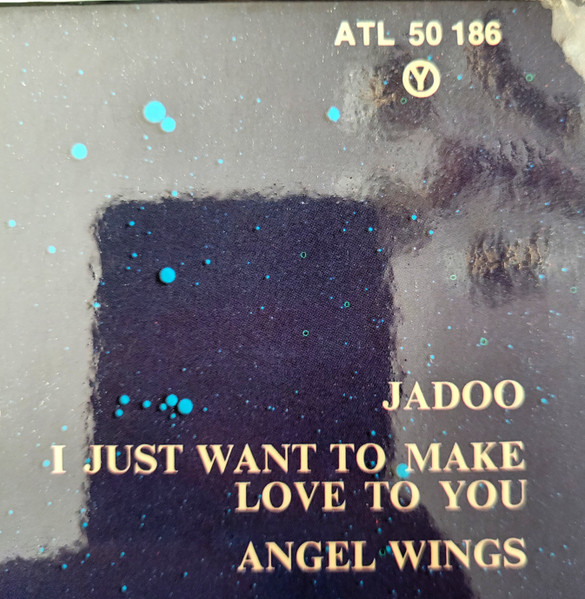 ATL 50 186
Y
JADOO
I JUST WANT TO MAKE
LOVE TO YOU
ANGEL WINGS